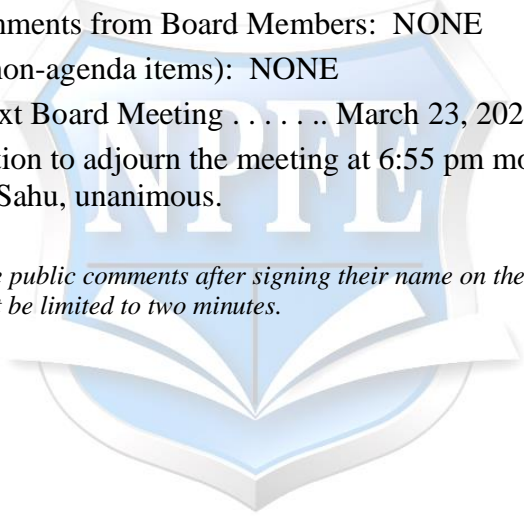 nments from Board Members: NONE
non-agenda items): NONE
xt Board Meeting . . . . . .. March 23, 202
tion to adjourn the meeting at 6:55 pm mo
Sahu, unanimous.
NPFE
e public comments after signing their name on the
t be limited to two minutes.